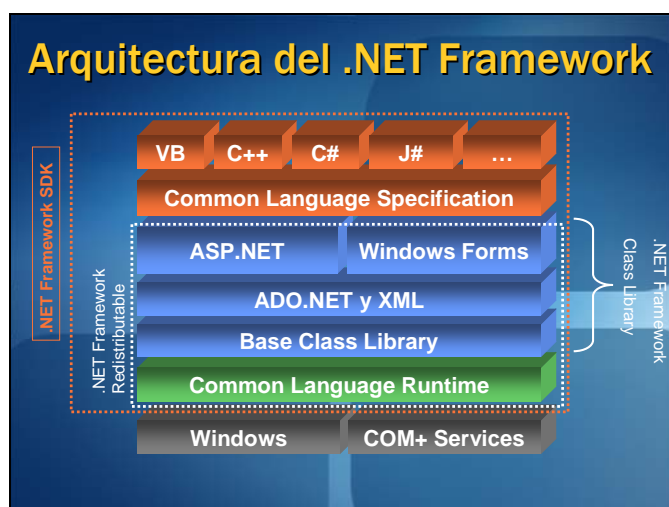 Arquitectura del .NET Framework
VB
C++
C#
J#
...
Common Language Specification
ASP.NET
Windows Forms
ADO.NET y XML
Base Class Library
Common Language Runtime
Windows
COM+ Services
.NET Framework SDK
.NET Framework
Redistributable
.NET Framework
Class Library